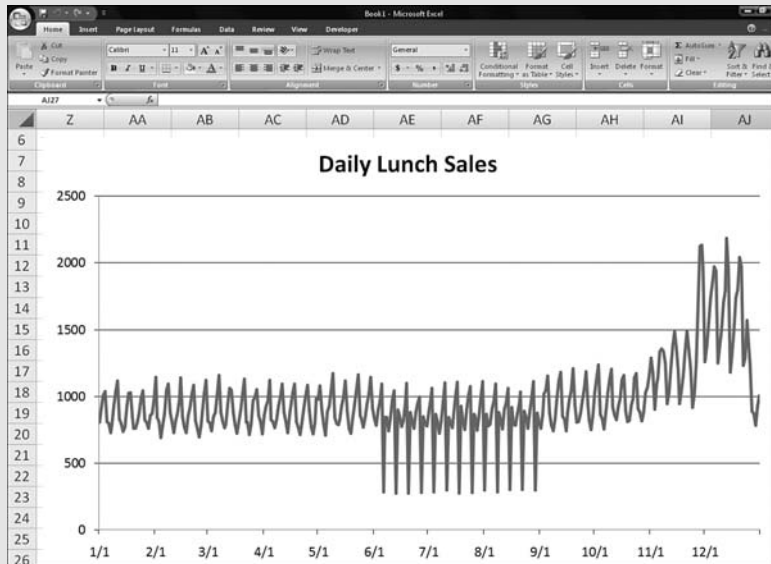 Book1 - Microsoft Excel
Home Insert Page Layout Formulas Data Review View Developer
Cut
Copy
Format Painter
Paste
Clipboard
Calibri 11 A A
B I U A
Font
Wrap Text
Merge & Center
Alignment
General
$ % ,
Number
Conditional Formatting
Format as Table
Cell Styles
Styles
Insert Delete Format
Cells
Σ AutoSum
Fill
Clear
Sort & Filter
Find & Select
Editing
AJ27 fx
Z AA AB AC AD AE AF AG AH AI AJ
6
7
8
9
10
11
12
13
14
15
16
17
18
19
20
21
22
23
24
25
26
Daily Lunch Sales
2500
2000
1500
1000
500
0
1/1 2/1 3/1 4/1 5/1 6/1 7/1 8/1 9/1 10/1 11/1 12/1